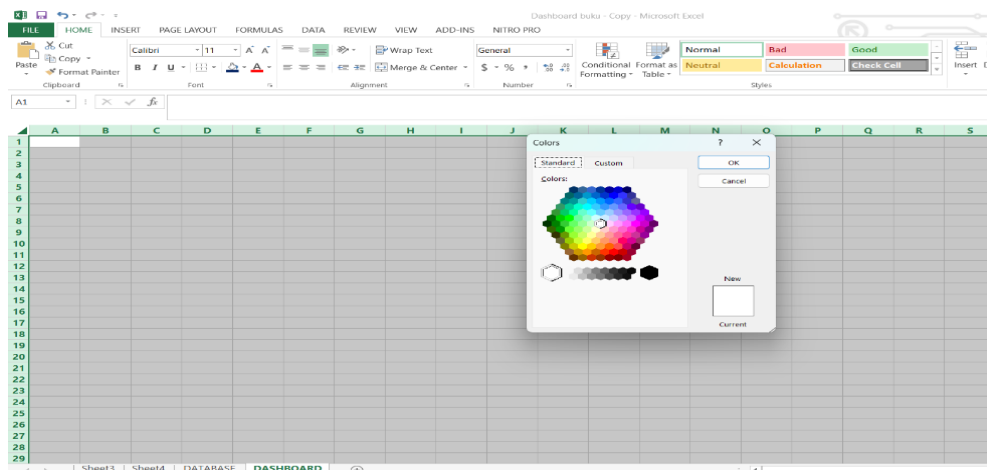 Dashboard buku - Copy - Microsoft Excel
FILE HOME INSERT PAGE LAYOUT FORMULAS DATA REVIEW VIEW ADD-INS NITRO PRO
Cut
Copy
Format Painter
Paste
Clipboard
Calibri 11 A A
B I U A
Font
Wrap Text
Merge & Center
Alignment
General
$ % ,
Number
Conditional Formatting
Format as Table
Normal Bad Good
Neutral Calculation Check Cell
Styles
Insert
A1 fx
A B C D E F G H I J K L M N O P Q R S
1
2
3
4
5
6
7
8
9
10
11
12
13
14
15
16
17
18
19
20
21
22
23
24
25
26
27
28
29
Colors ? ×
Standard Custom
Colors:
OK
Cancel
New
Current
Sheet3 Sheet4 DATABASE DASHBOARD